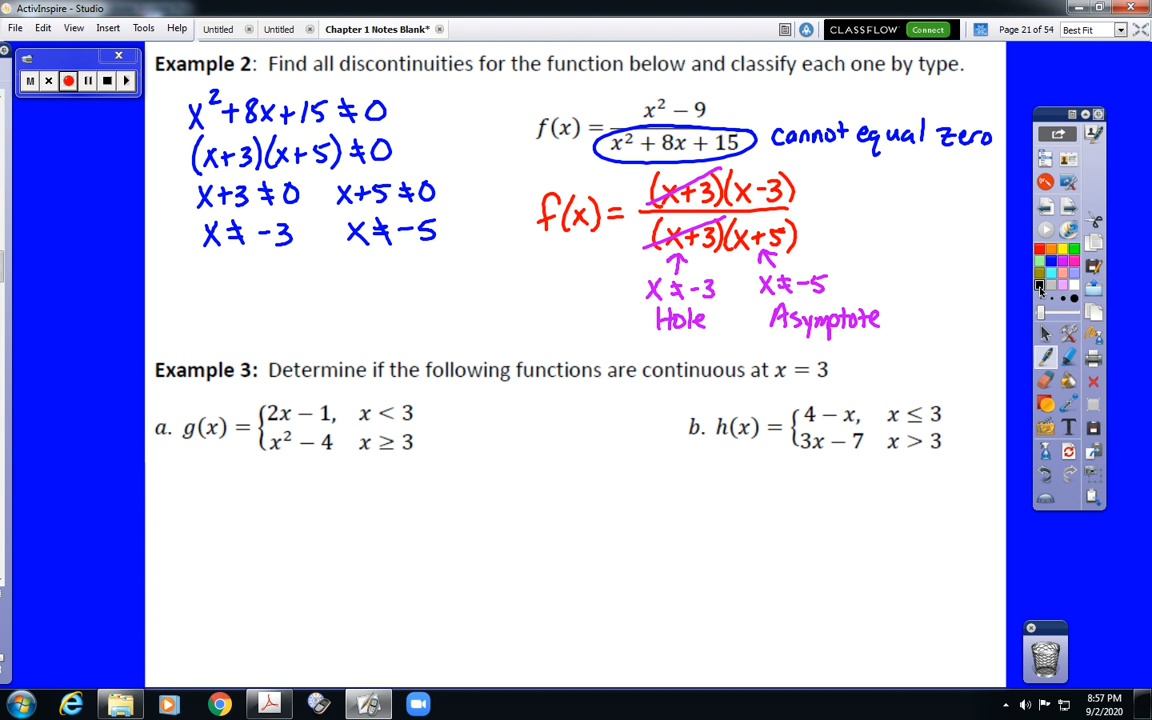 ActivInspire - Studio
File Edit View Insert Tools Help
Untitled Untitled Chapter 1 Notes Blank*
CLASSFLOW Connect Page 21 of 54 Best Fit
M
Example 2: Find all discontinuities for the function below and classify each one by type.
f(x) = (x² − 9)/(x² + 8x + 15) cannot equal zero
x²+8x+15 ≠ 0
(x+3)(x+5) ≠ 0
x+3 ≠ 0 x+5 ≠ 0
x ≠ -3 x ≠ -5
f(x) = (x+3)(x-3)/(x+3)(x+5)
x ≠ -3 x ≠ -5
Hole Asymptote
Example 3: Determine if the following functions are continuous at x = 3
a. g(x) = {2x − 1, x < 3
x² − 4 x ≥ 3
b. h(x) = {4 − x, x ≤ 3
3x − 7 x > 3
T
8:57 PM
9/2/2020